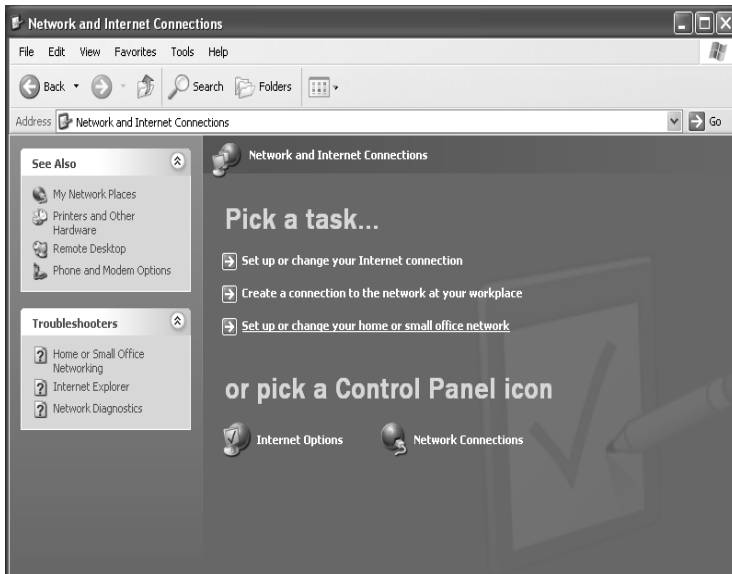 Network and Internet Connections
File Edit View Favorites Tools Help
Back Search Folders
Address Network and Internet Connections Go
See Also
My Network Places
Printers and Other
Hardware
Remote Desktop
Phone and Modem Options
Troubleshooters
Home or Small Office
Networking
Internet Explorer
Network Diagnostics
Network and Internet Connections
Pick a task...
Set up or change your Internet connection
Create a connection to the network at your workplace
Set up or change your home or small office network
or pick a Control Panel icon
Internet Options Network Connections